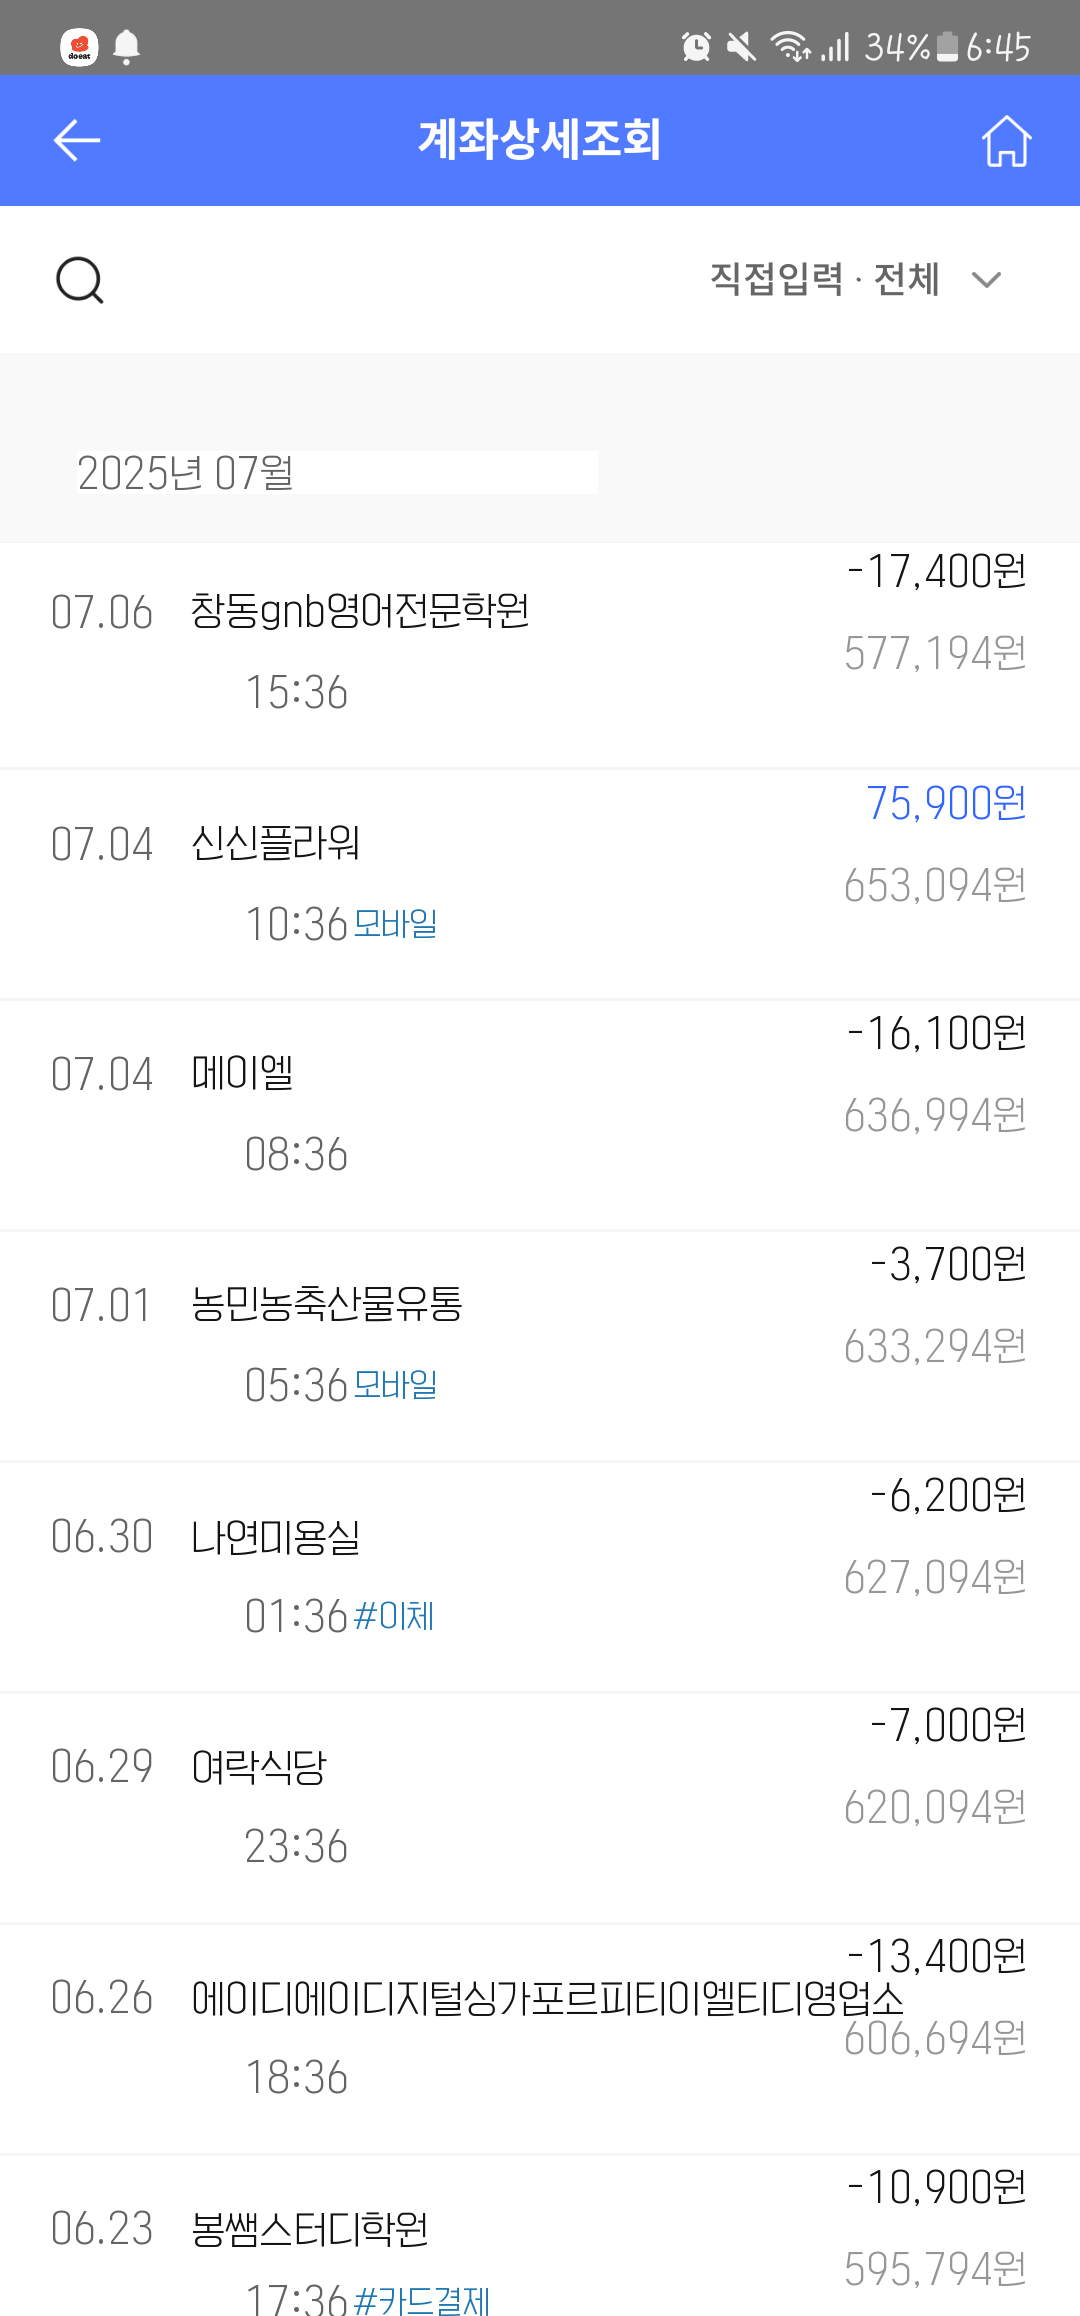 doeat
34% 6:45
계좌상세조회
직접입력 · 전체
2025년 07월
-17,400원
07.06 창동gnb영어전문학원
577,194원
15:36
75,900원
07.04 신신플라워
653,094원
10:36 모바일
-16,100원
07.04 메이엘
636,994원
08:36
-3,700원
07.01 농민농축산물유통
633,294원
05:36 모바일
-6,200원
06.30 나연미용실
627,094원
01:36 #이체
-7,000원
06.29 여락식당
620,094원
23:36
-13,400원
06.26 에이디에이디지털싱가포르피티이엘티디영업소
606,694원
18:36
-10,900원
06.23 봉쌤스터디학원
595,794원
17:36 #카드결제